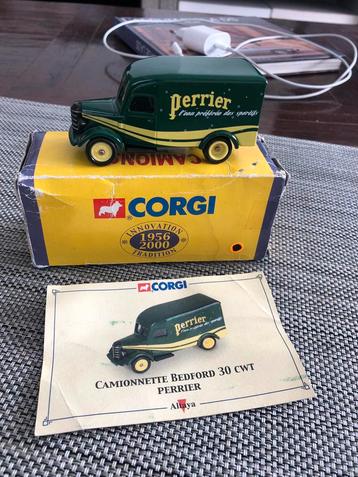 Perrier
l'eau préférée des sportifs
CAMION
CORGI
INNOVATION
1956
2000
TRADITION
CORGI
Perrier
CAMIONNETTE BEDFORD 30 CWT
PERRIER
Altaya